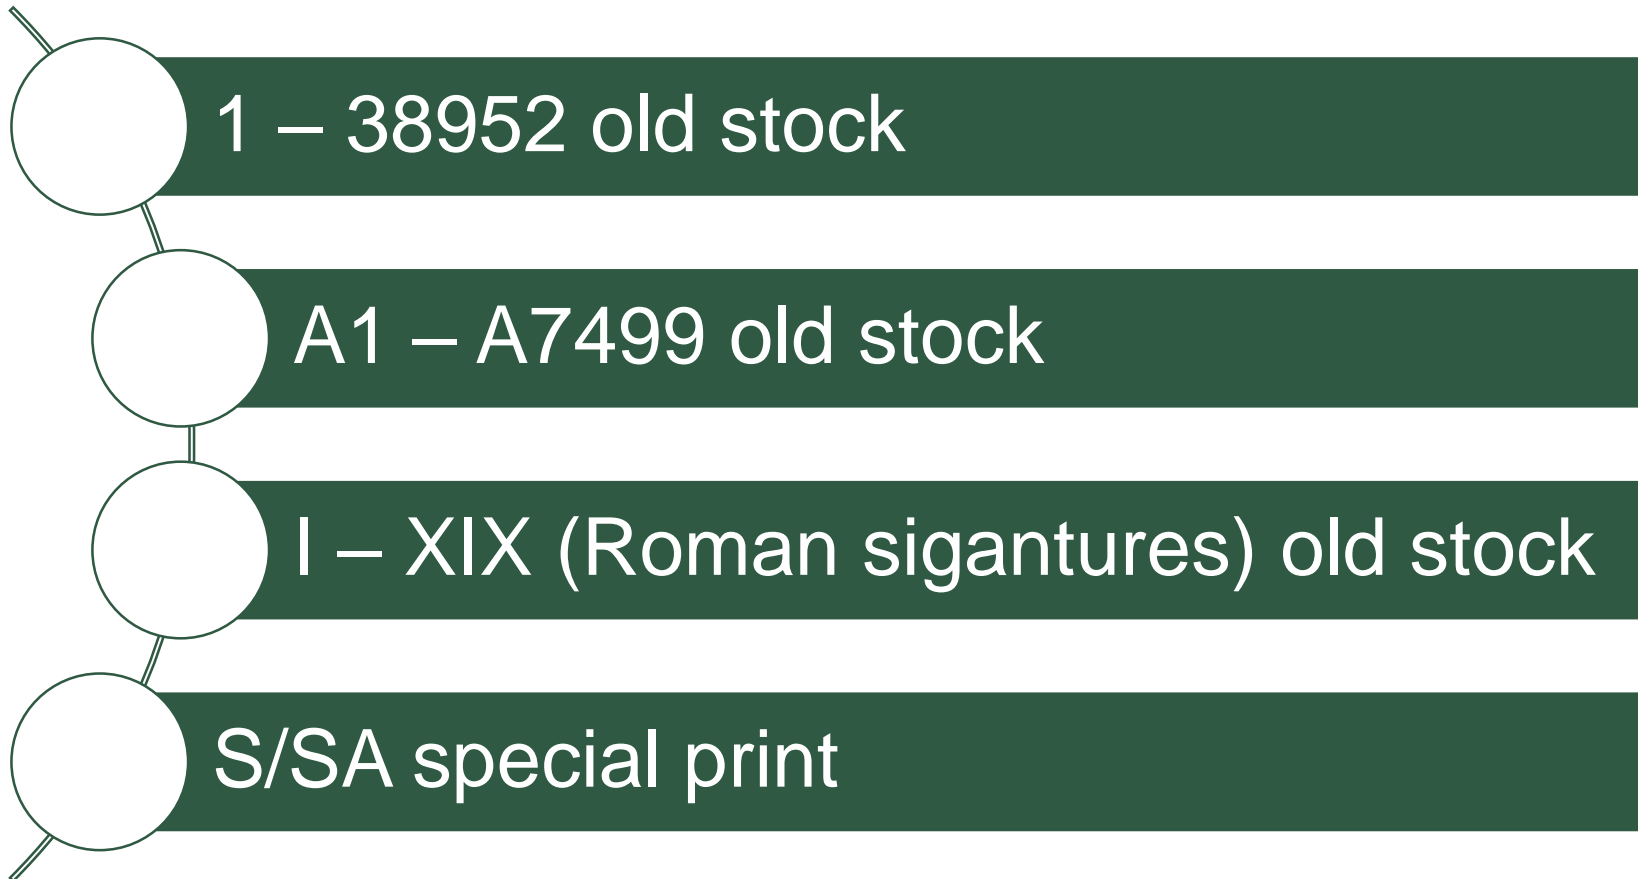 1 – 38952 old stock
A1 – A7499 old stock
I – XIX (Roman sigantures) old stock
S/SA special print